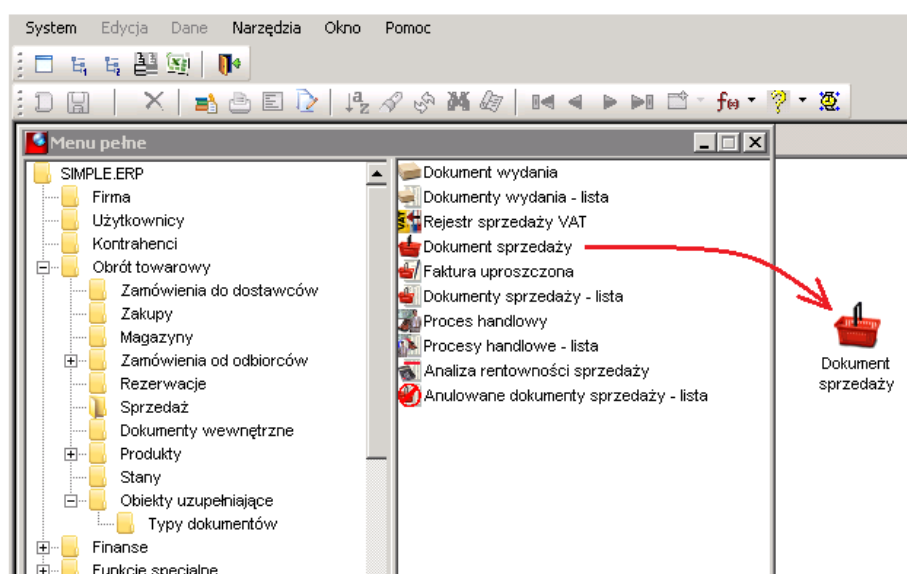 System Edycja Dane Narzędzia Okno Pomoc
Menu pełne
SIMPLE.ERP
Firma
Użytkownicy
Kontrahenci
Obrót towarowy
Zamówienia do dostawców
Zakupy
Magazyny
Zamówienia od odbiorców
Rezerwacje
Sprzedaż
Dokumenty wewnętrzne
Produkty
Stany
Obiekty uzupełniające
Typy dokumentów
Finanse
Funkcje specjalne
Dokument wydania
Dokumenty wydania - lista
Rejestr sprzedaży VAT
Dokument sprzedaży
Faktura uproszczona
Dokumenty sprzedaży - lista
Proces handlowy
Procesy handlowe - lista
Analiza rentowności sprzedaży
Anulowane dokumenty sprzedaży - lista
Dokument
sprzedaży